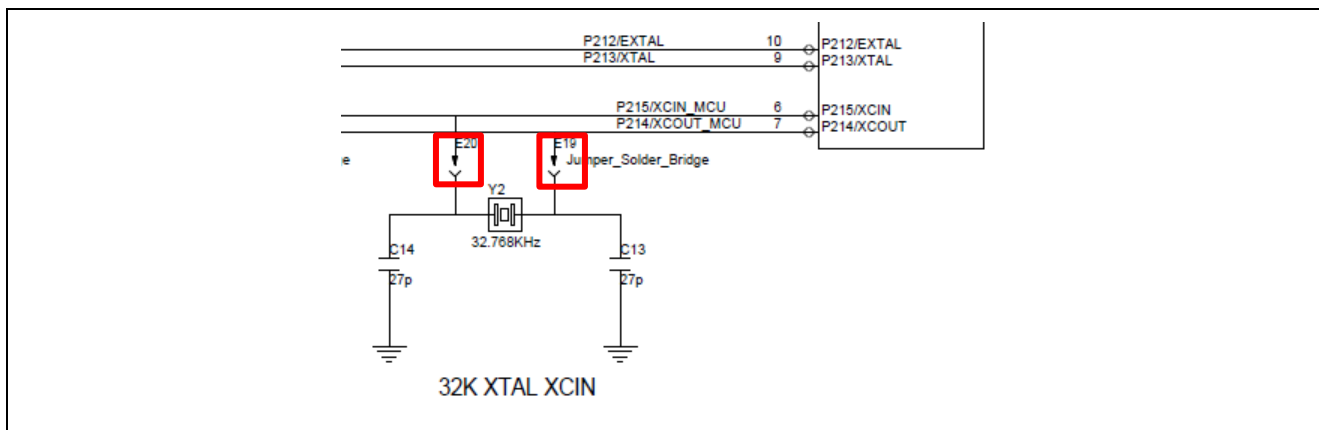 P212/EXTAL 10 P212/EXTAL
P213/XTAL 9 P213/XTAL
P215/XCIN_MCU 6 P215/XCIN
P214/XCOUT_MCU 7 P214/XCOUT
E20 E19
e Jumper_Solder_Bridge
Y2
32.768KHz
C14 C13
27p 27p
32K XTAL XCIN